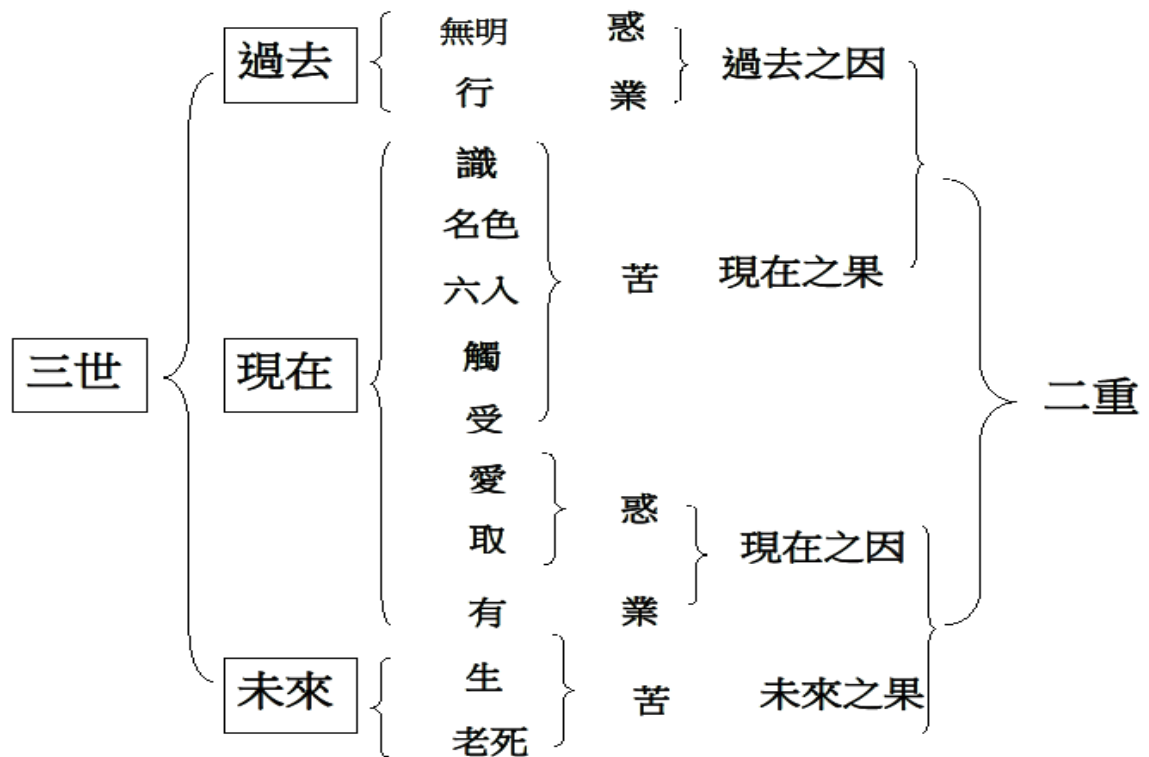 過去 無明 惑 過去之因
行 業
識
名色
六入 苦 現在之果
三世 現在 觸 二重
受
愛 惑
取 現在之因
有 業
未來 生 苦 未來之果
老死